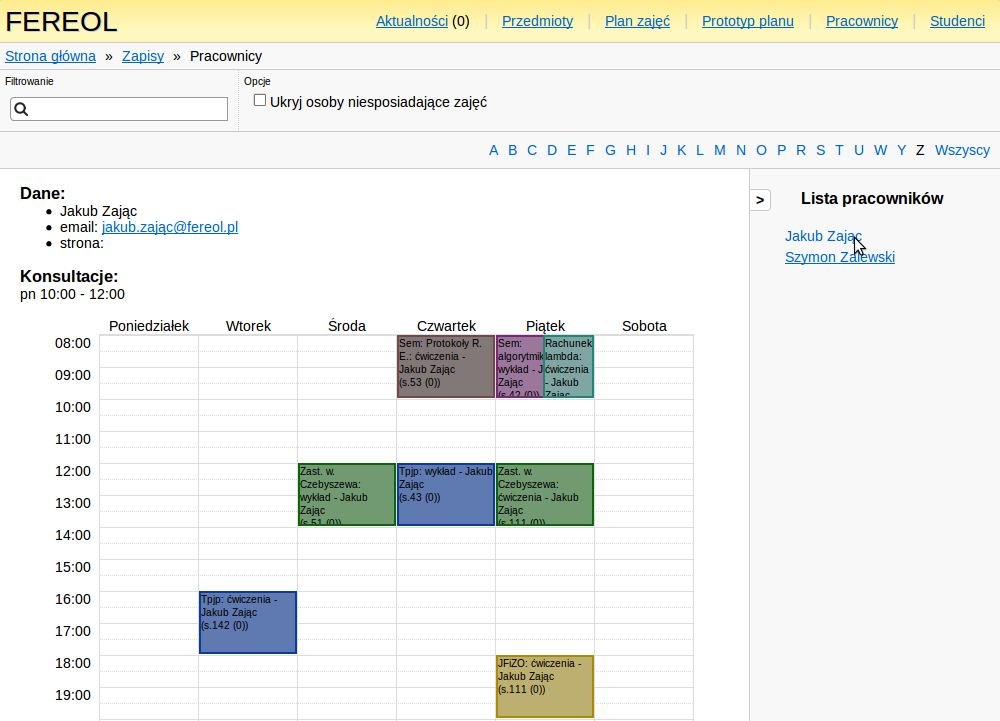 FEREOL
Aktualności (0) | Przedmioty | Plan zajęć | Prototyp planu | Pracownicy | Studenci
Strona główna » Zapisy » Pracownicy
Filtrowanie
Opcje
Ukryj osoby niesposiadające zajęć
A B C D E F G H I J K L M N O P R S T U W Y Z Wszyscy
Dane:
Jakub Zając
email: jakub.zając@fereol.pl
strona:
Konsultacje:
pn 10:00 - 12:00
>
Lista pracowników
Jakub Zając
Szymon Zalewski
Poniedziałek Wtorek Środa Czwartek Piątek Sobota
08:00
09:00
10:00
11:00
12:00
13:00
14:00
15:00
16:00
17:00
18:00
19:00
Sem: Protokoły R.
E.: ćwiczenia -
Jakub Zając
(s.53 (0))
Sem:
algorytmik
wykład - J
Zając
(s.42 (0))
Rachunek
lambda:
ćwiczenia
- Jakub
Zając
Zast. w.
Czebyszewa:
wykład - Jakub
Zając
(s.51 (0))
Tpjp: wykład - Jakub
Zając
(s.43 (0))
Zast. w.
Czebyszewa:
ćwiczenia - Jakub
Zając
(s.111 (0))
Tpjp: ćwiczenia -
Jakub Zając
(s.142 (0))
JFiZO: ćwiczenia -
Jakub Zając
(s.111 (0))